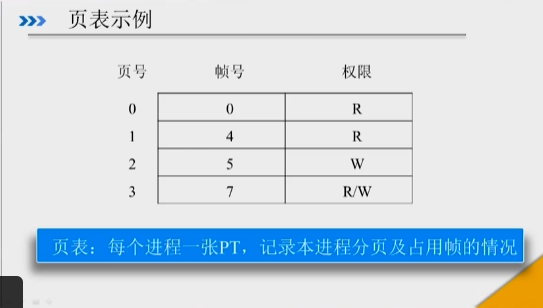 页表示例
页号 帧号 权限
0 0 R
1 4 R
2 5 W
3 7 R/W
页表：每个进程一张PT，记录本进程分页及占用帧的情况